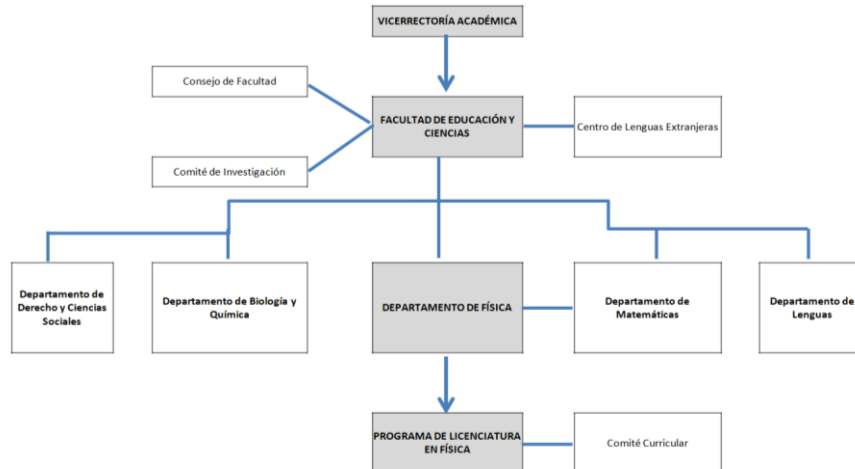 VICERRECTORÍA ACADÉMICA
Consejo de Facultad
FACULTAD DE EDUCACIÓN Y
CIENCIAS
Centro de Lenguas Extranjeras
Comité de Investigación
Departamento de
Derecho y Ciencias
Sociales
Departamento de Biología y
Química
DEPARTAMENTO DE FÍSICA
Departamento de
Matemáticas
Departamento de
Lenguas
PROGRAMA DE LICENCIATURA
EN FÍSICA
Comité Curricular